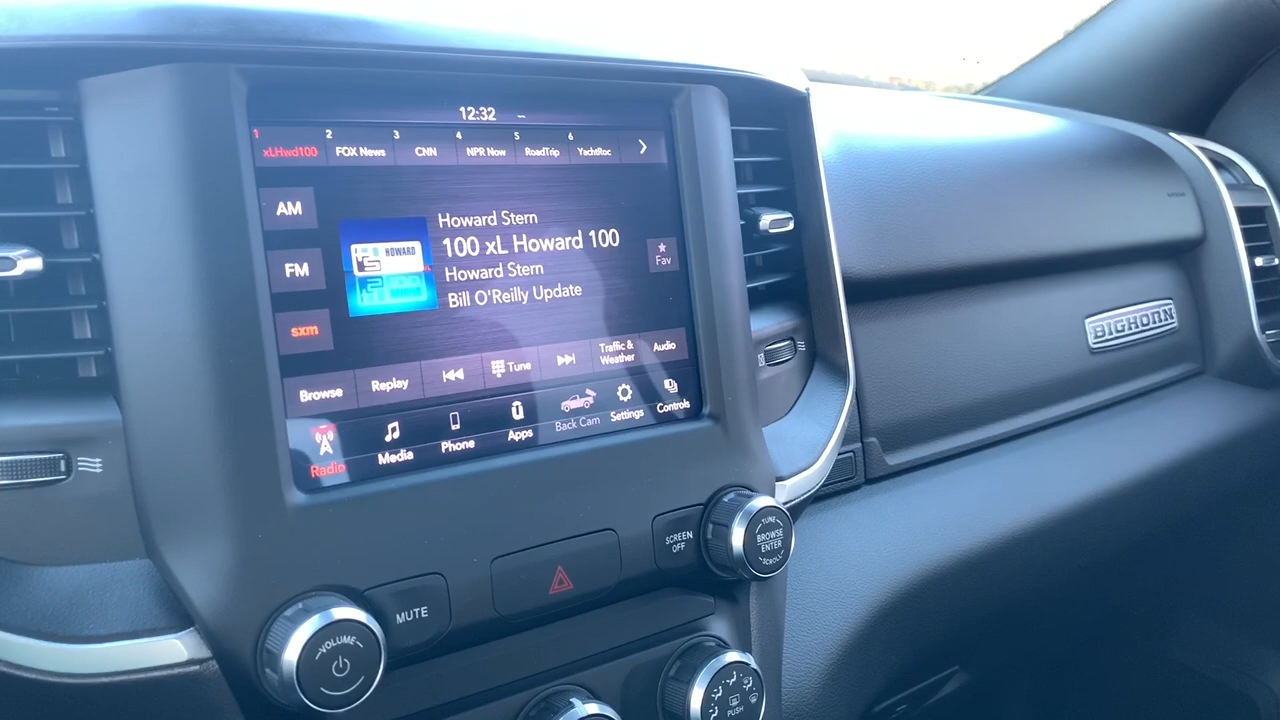 12:32 --
1 2 3 4 5 6
xLHwd100 FOX News CNN NPR Now RoadTrip YachtRoc
AM
FM
sxm
HOWARD
Howard Stern
100 xL Howard 100
Howard Stern
Bill O'Reilly Update
Fav
Browse Replay Tune Traffic & Weather Audio
Radio Media Phone Apps Back Cam Settings Controls
BIGHORN
SCREEN OFF
TUNE
BROWSE
ENTER
SCROLL
MUTE
VOLUME
PUSH